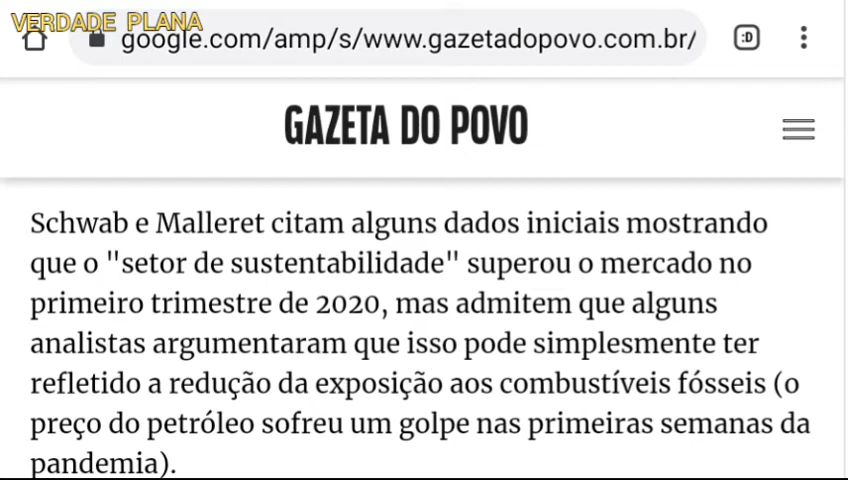 VERDADE PLANA
google.com/amp/s/www.gazetadopovo.com.br/
:D
GAZETA DO POVO
Schwab e Malleret citam alguns dados iniciais mostrando
que o "setor de sustentabilidade" superou o mercado no
primeiro trimestre de 2020, mas admitem que alguns
analistas argumentaram que isso pode simplesmente ter
refletido a redução da exposição aos combustíveis fósseis (o
preço do petróleo sofreu um golpe nas primeiras semanas da
pandemia).